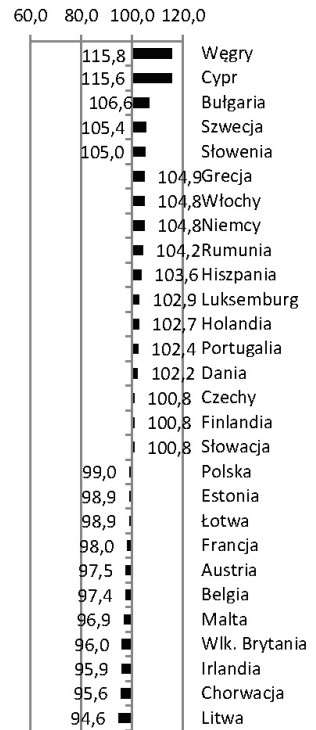 60,0 80,0 100,0 120,0
115,8 Węgry
115,6 Cypr
106,6 Bułgaria
105,4 Szwecja
105,0 Słowenia
104,9 Grecja
104,8 Włochy
104,8 Niemcy
104,2 Rumunia
103,6 Hiszpania
102,9 Luksemburg
102,7 Holandia
102,4 Portugalia
102,2 Dania
100,8 Czechy
100,8 Finlandia
100,8 Słowacja
99,0 Polska
98,9 Estonia
98,9 Łotwa
98,0 Francja
97,5 Austria
97,4 Belgia
96,9 Malta
96,0 Wlk. Brytania
95,9 Irlandia
95,6 Chorwacja
94,6 Litwa